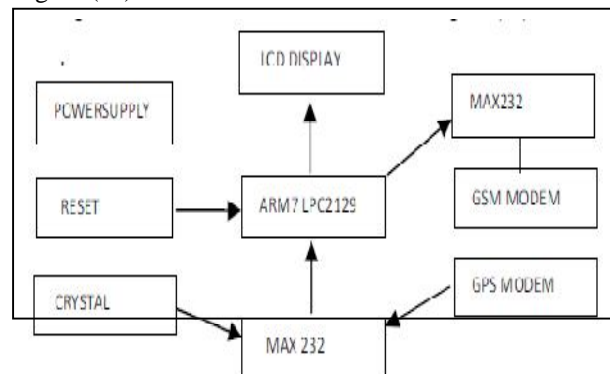 LCD DISPLAY
POWERSUPPLY
MAX232
RESET
ARM7 LPC2129
GSM MODEM
CRYSTAL
GPS MODEM
MAX 232